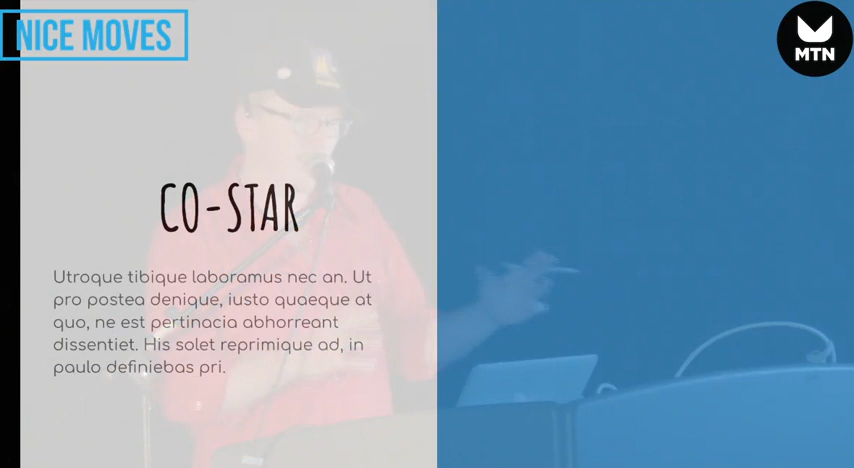 NICE MOVES
MTN
CO-STAR
Utroque tibique laboramus nec an. Ut
pro postea denique, iusto quaeque at
quo, ne est pertinacia abhorreant
dissentiet. His solet reprimique ad, in
paulo definiebas pri.